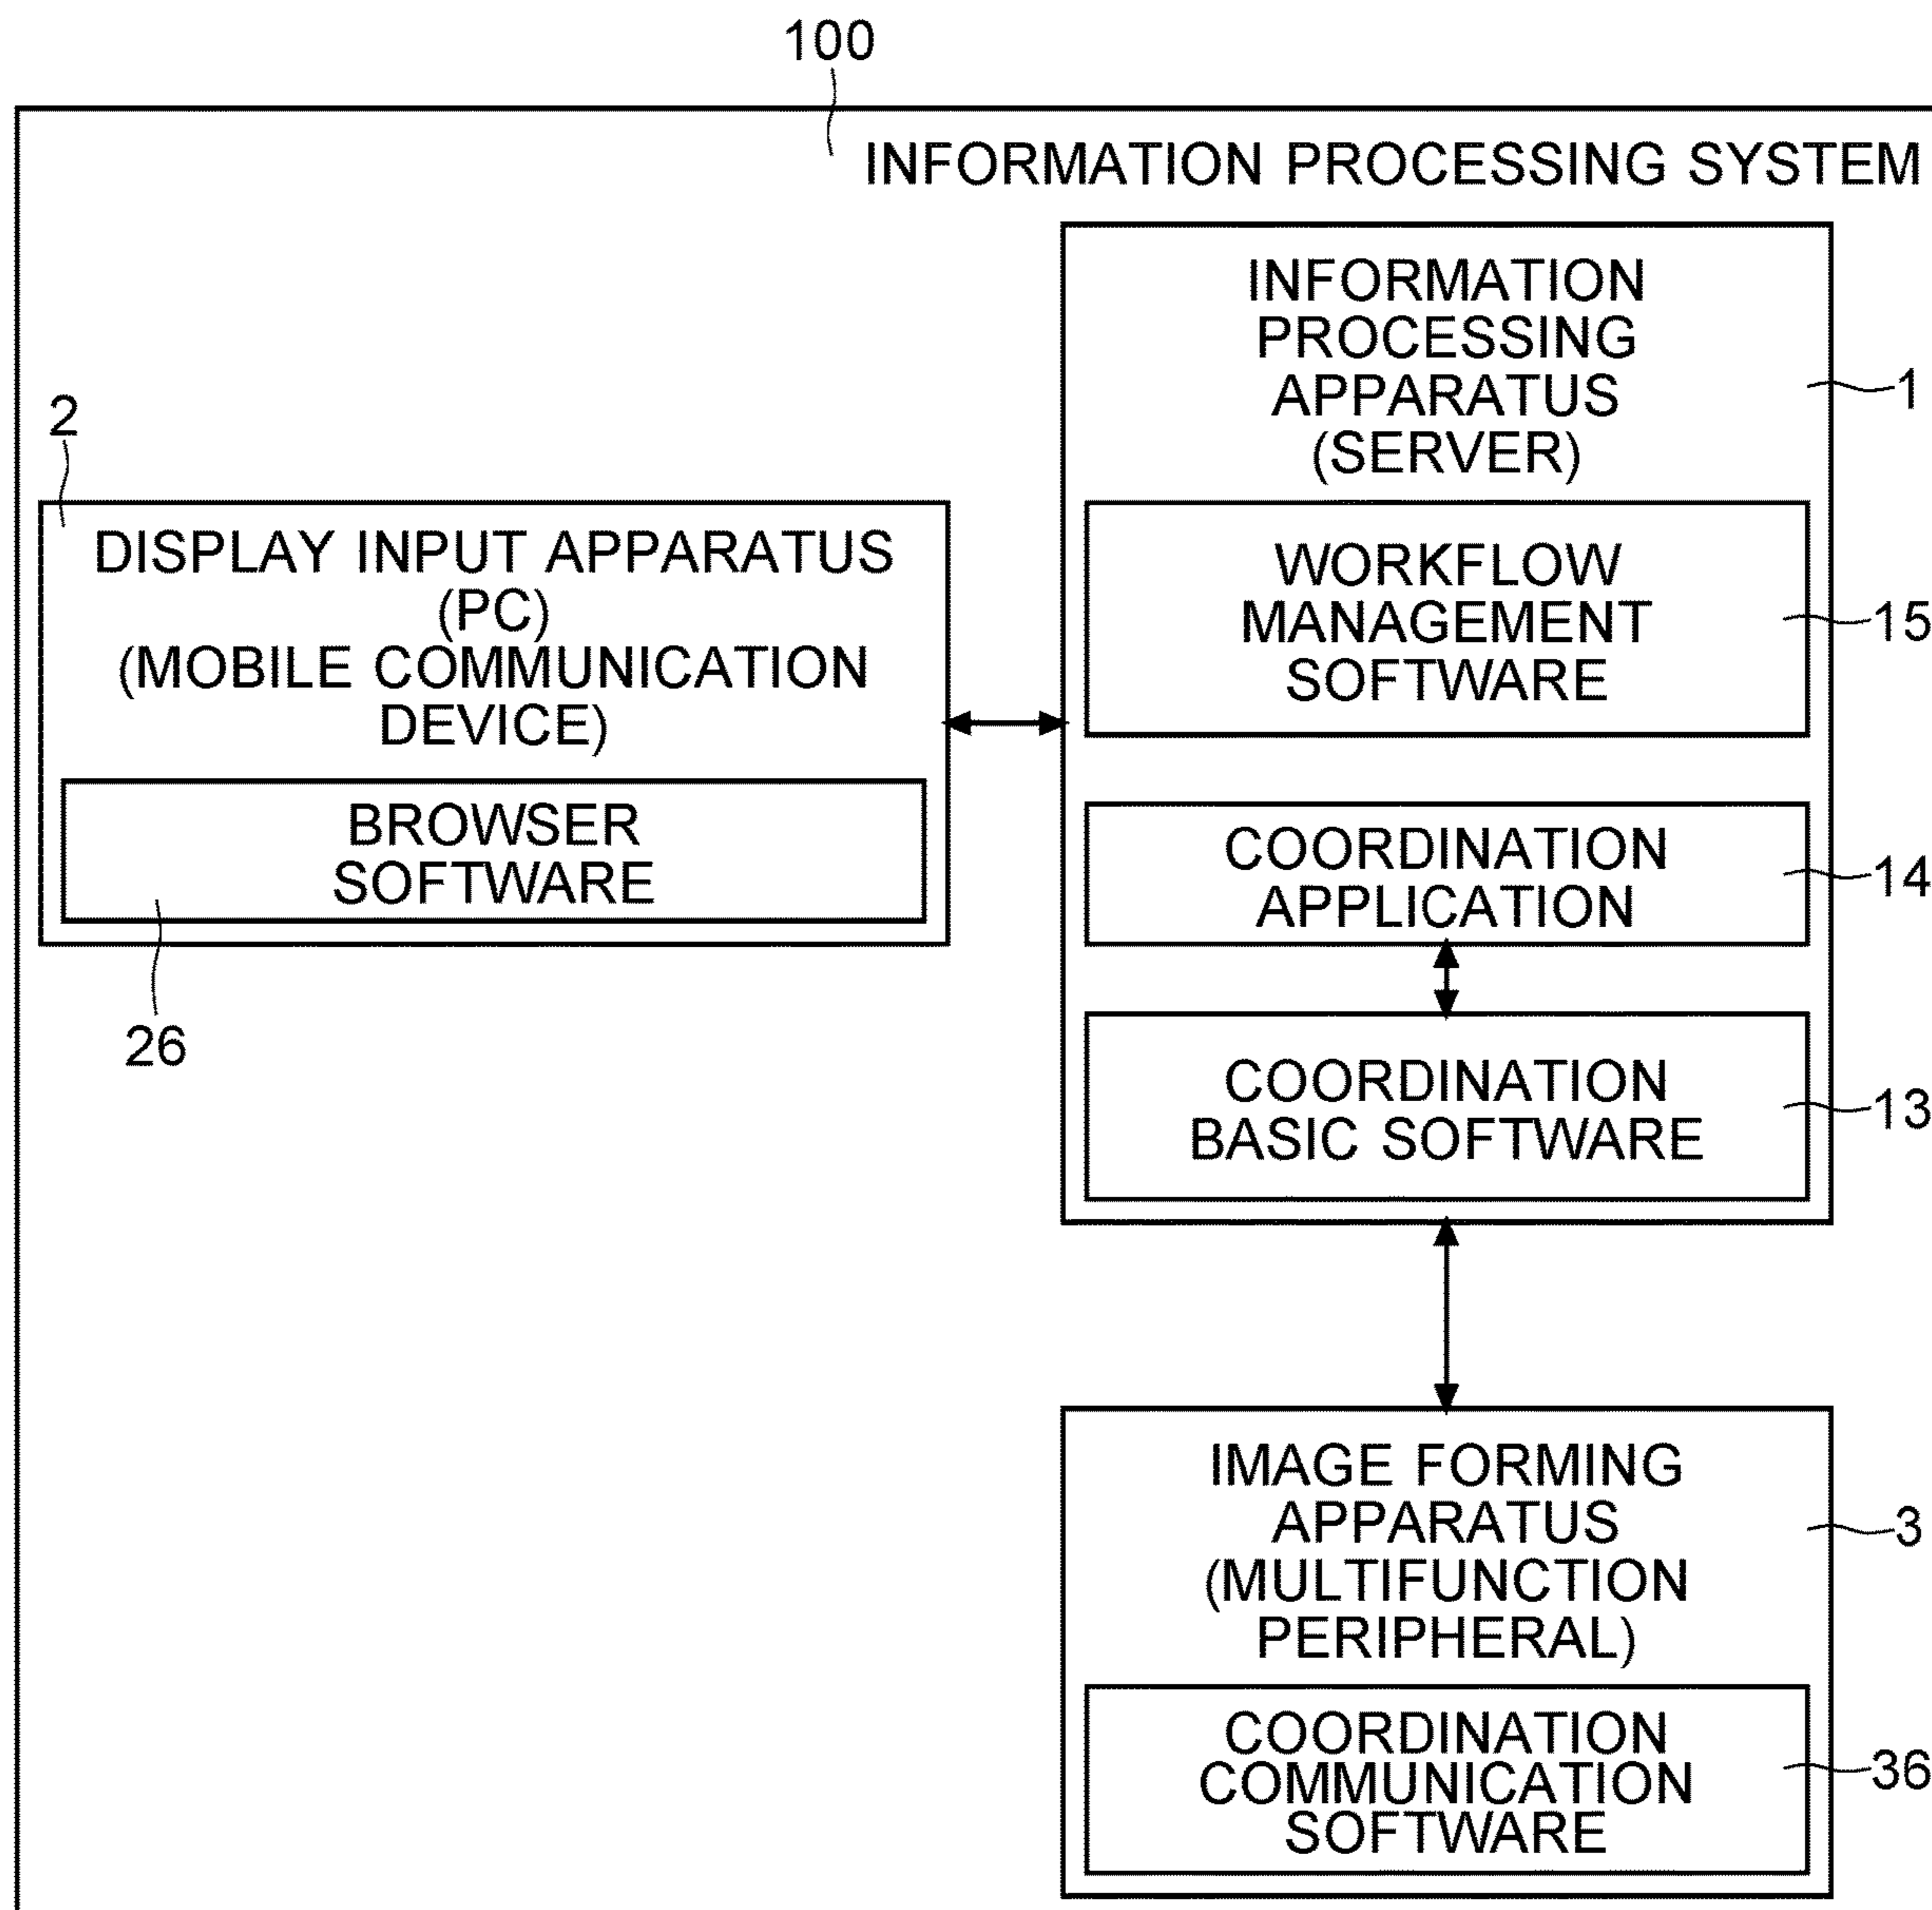 100
INFORMATION PROCESSING SYSTEM
INFORMATION
PROCESSING
APPARATUS
(SERVER)
1
2
DISPLAY INPUT APPARATUS
(PC)
(MOBILE COMMUNICATION
DEVICE)
BROWSER
SOFTWARE
26
WORKFLOW
MANAGEMENT
SOFTWARE
15
COORDINATION
APPLICATION
14
COORDINATION
BASIC SOFTWARE
13
IMAGE FORMING
APPARATUS
(MULTIFUNCTION
PERIPHERAL)
3
COORDINATION
COMMUNICATION
SOFTWARE
36